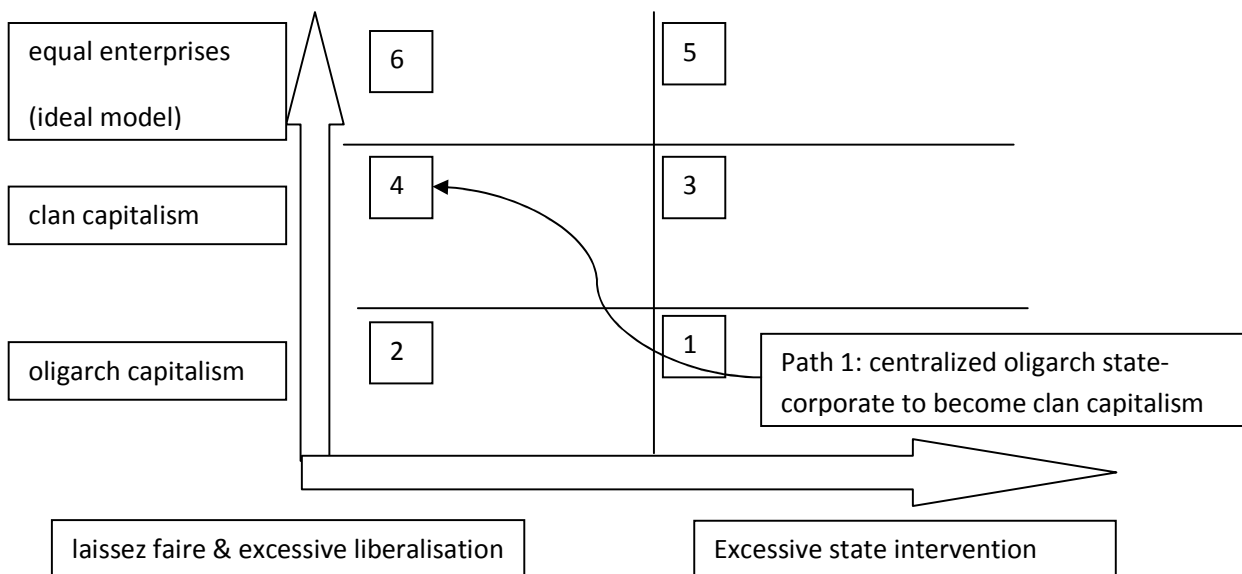 equal enterprises
(ideal model)
6
5
4
3
clan capitalism
2
1
oligarch capitalism
Path 1: centralized oligarch state-
corporate to become clan capitalism
laissez faire & excessive liberalisation
Excessive state intervention